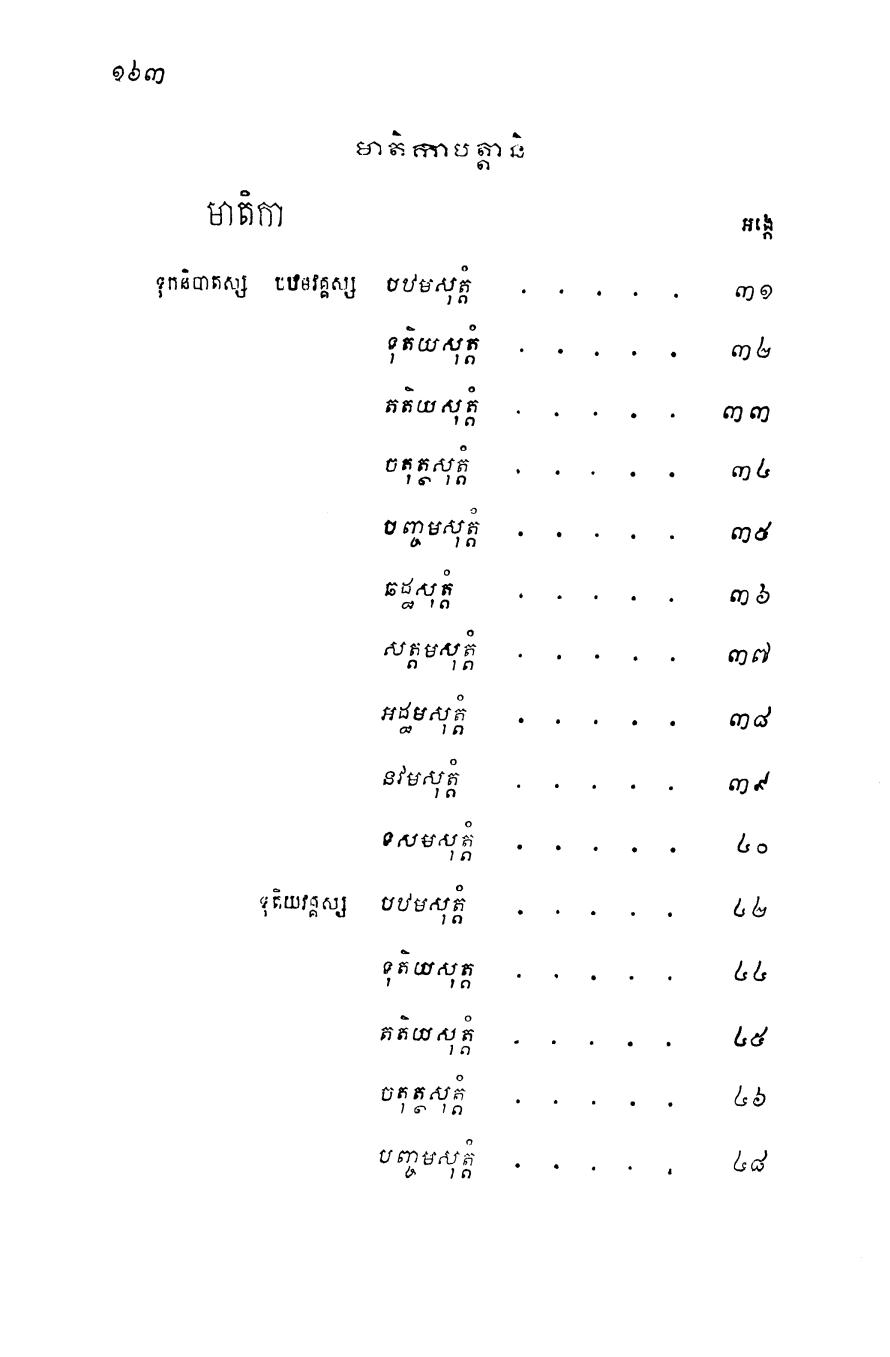 ១៦៣
មាតិកាបត្តានិ
មាតិកា អង្កេ
ទុកនិបាតស្ស បឋមវគ្គស្ស បឋមសុត្តំ . . . . . ៣១
ទុតិយសុត្តំ . . . . . ៣២
តតិយសុត្តំ . . . . . ៣៣
ចតុត្ថសុត្តំ . . . . . ៣៤
បញ្ចមសុត្តំ . . . . . ៣៥
ឆដ្ឋសុត្តំ . . . . . ៣៦
សត្តមសុត្តំ . . . . . ៣៧
អដ្ឋមសុត្តំ . . . . . ៣៨
នវមសុត្តំ . . . . . ៣៩
ទសមសុត្តំ . . . . . ៤០
ទុតិយវគ្គស្ស បឋមសុត្តំ . . . . . ៤២
ទុតិយសុត្ត . . . . . ៤៤
តតិយសុត្តំ . . . . . ៤៥
ចតុត្ថសុត្តំ . . . . . ៤៦
បញ្ចមសុត្តំ . . . . . ៤៨